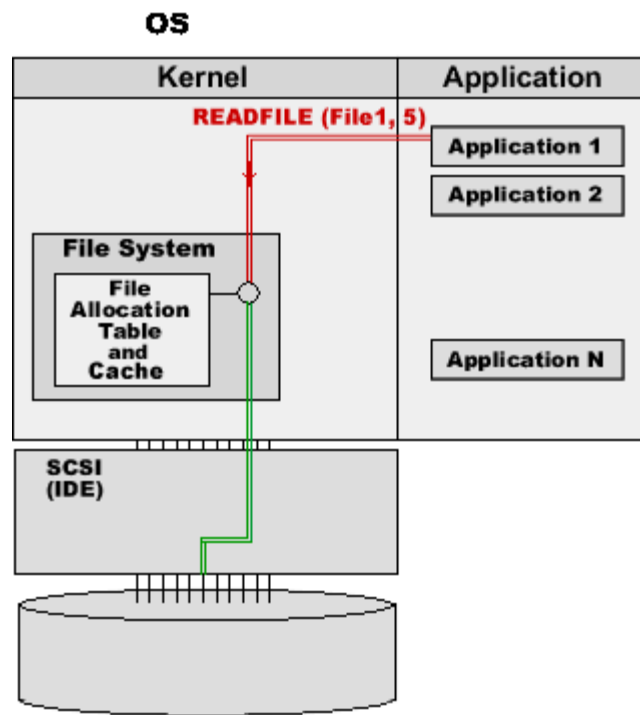 OS
Kernel
Application
READFILE (File1, 5)
Application 1
Application 2
File System
File
Allocation
Table
and
Cache
Application N
SCSI
(IDE)